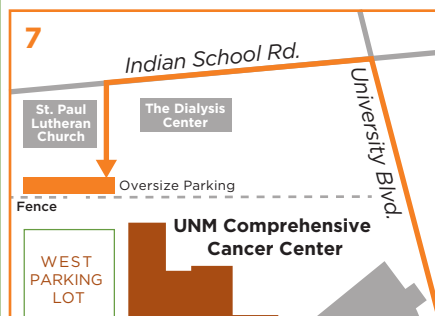 7
Indian School Rd.
University Blvd.
St. Paul
Lutheran
Church
The Dialysis
Center
Oversize Parking
Fence
UNM Comprehensive
Cancer Center
WEST
PARKING
LOT